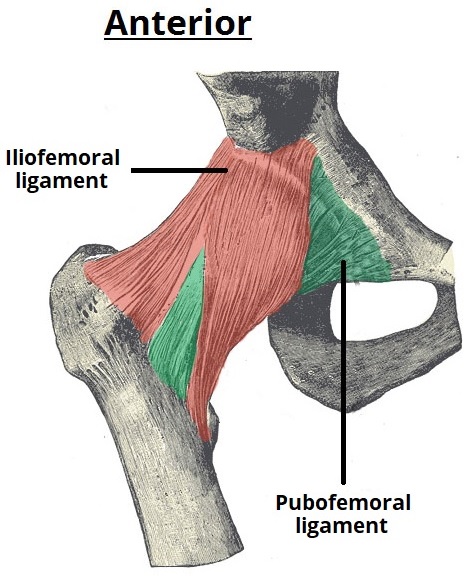 Anterior
Iliofemoral
ligament
Pubofemoral
ligament